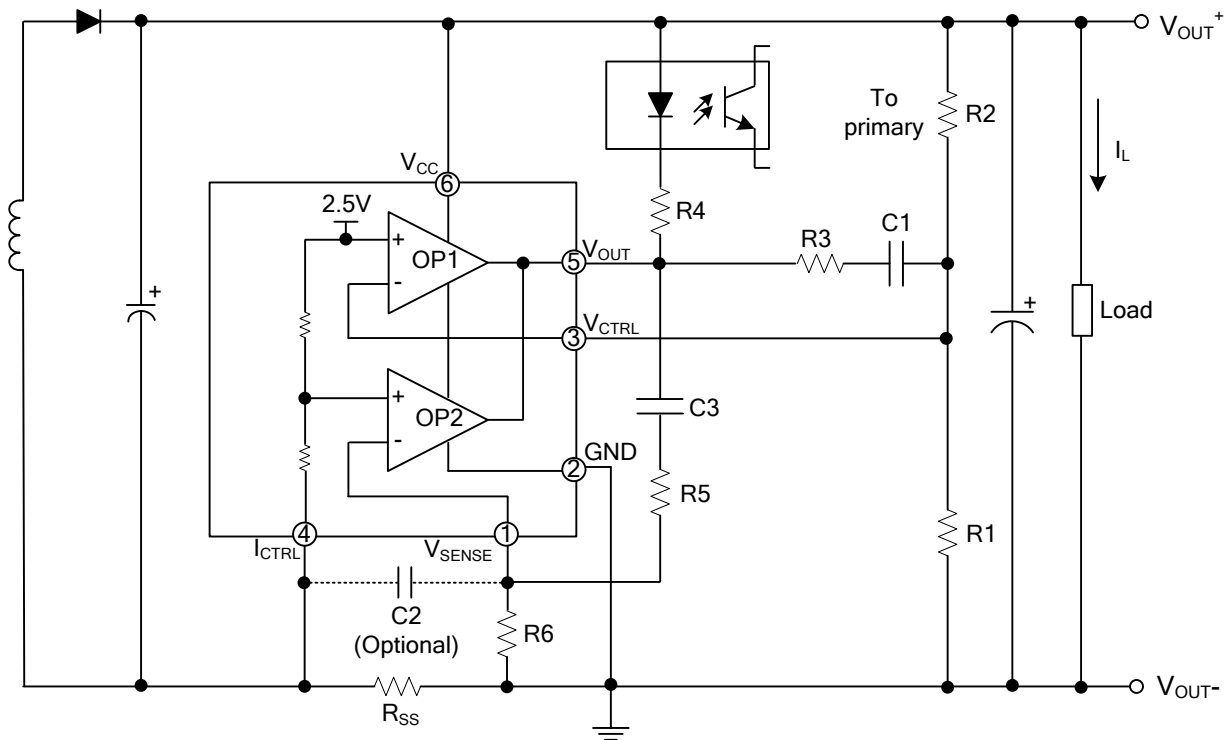 +
V_OUT+
To
primary
R2
I_L
V_CC
6
2.5V
R4
C1
R3
+
OP1
-
V_OUT
5
+
+
Load
V_CTRL
3
+
OP2
-
C3
GND
2
R5
R1
4
1
I_CTRL
V_SENSE
C2
(Optional)
R6
R_SS
V_OUT-